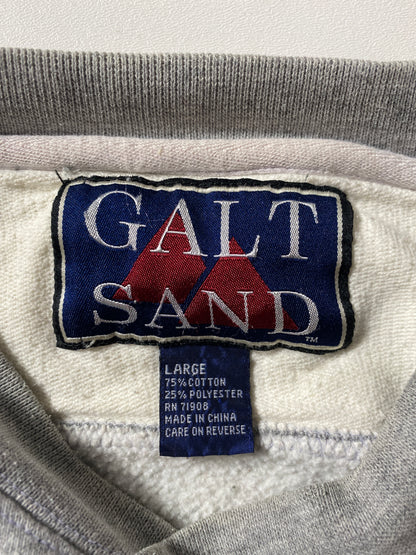 GALT
SAND
TM
LARGE
75% COTTON
25% POLYESTER
RN 71908
MADE IN CHINA
CARE ON REVERSE